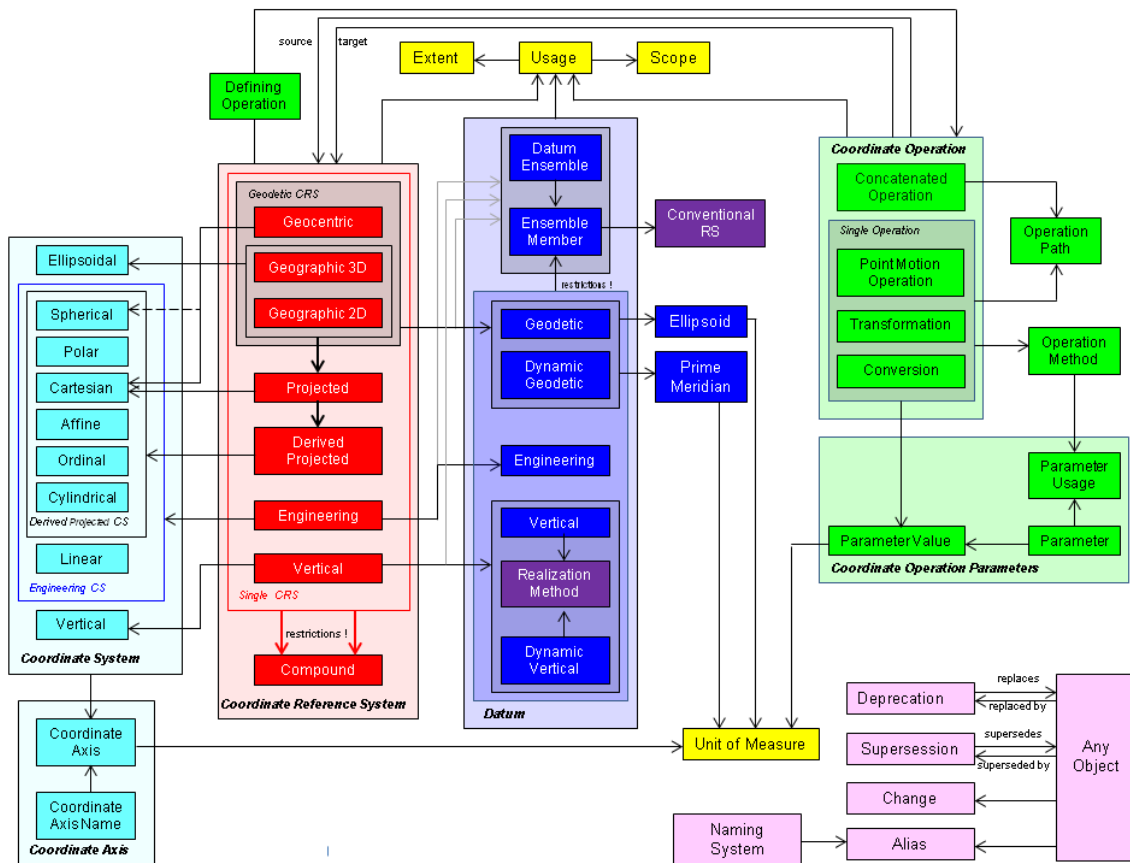 source
target
Extent
Usage
Scope
Defining
Operation
Coordinate Operation
Concatenated
Operation
Single Operation
Point Motion
Operation
Transformation
Conversion
Operation
Path
Operation
Method
Parameter
Usage
Parameter Value
Parameter
Coordinate Operation Parameters
Datum
Ensemble
Ensemble
Member
Conventional
RS
restrictions !
Geodetic
Dynamic
Geodetic
Ellipsoid
Prime
Meridian
Engineering
Vertical
Realization
Method
Dynamic
Vertical
Datum
Geodetic CRS
Geocentric
Geographic 3D
Geographic 2D
Projected
Derived
Projected
Engineering
Vertical
Single CRS
restrictions !
Compound
Coordinate Reference System
Ellipsoidal
Spherical
Polar
Cartesian
Affine
Ordinal
Cylindrical
Derived Projected CS
Linear
Engineering CS
Vertical
Coordinate System
Coordinate
Axis
Coordinate
Axis Name
Coordinate Axis
Unit of Measure
Deprecation
replaces
replaced by
Supersession
supersedes
superseded by
Any
Object
Change
Naming
System
Alias